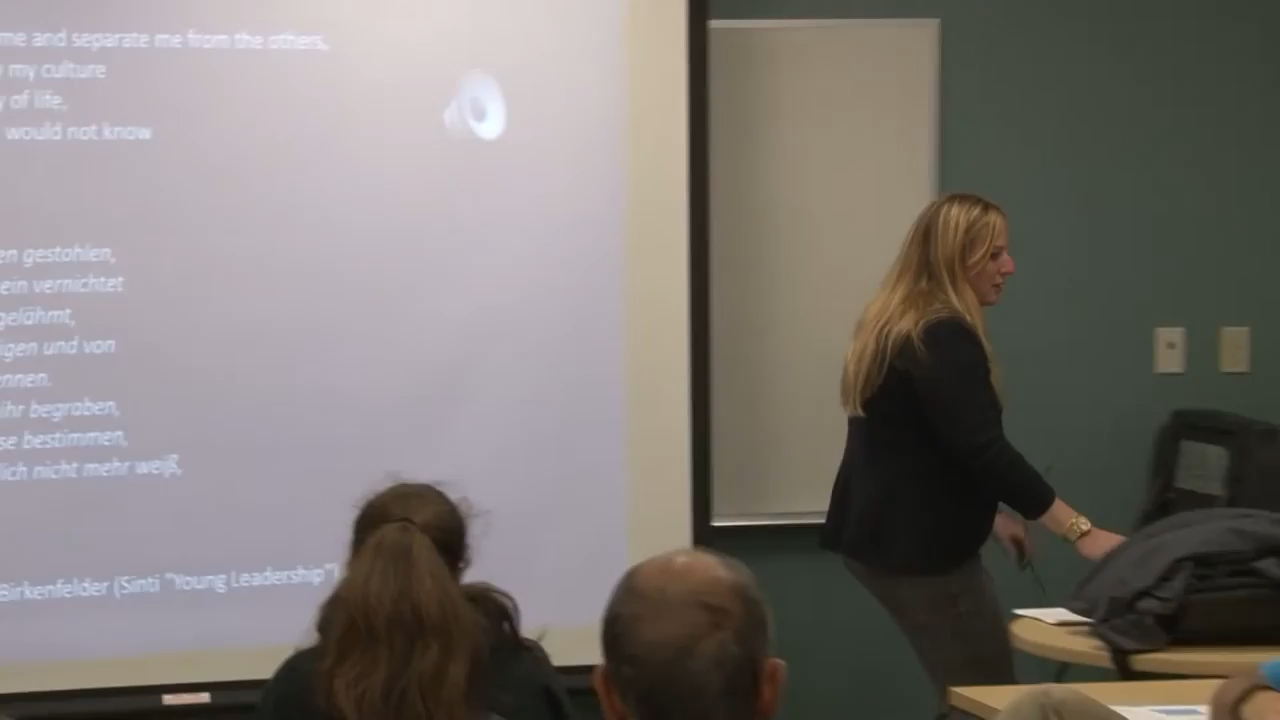 me and separate me from the others,
my culture
of life,
would not know
en gestohlen,
ein vernichtet
gelähmt,
igen und von
ennen.
ihr begraben,
se bestimmen,
lich nicht mehr weiß,
Birkenfelder (Sinti "Young Leadership")